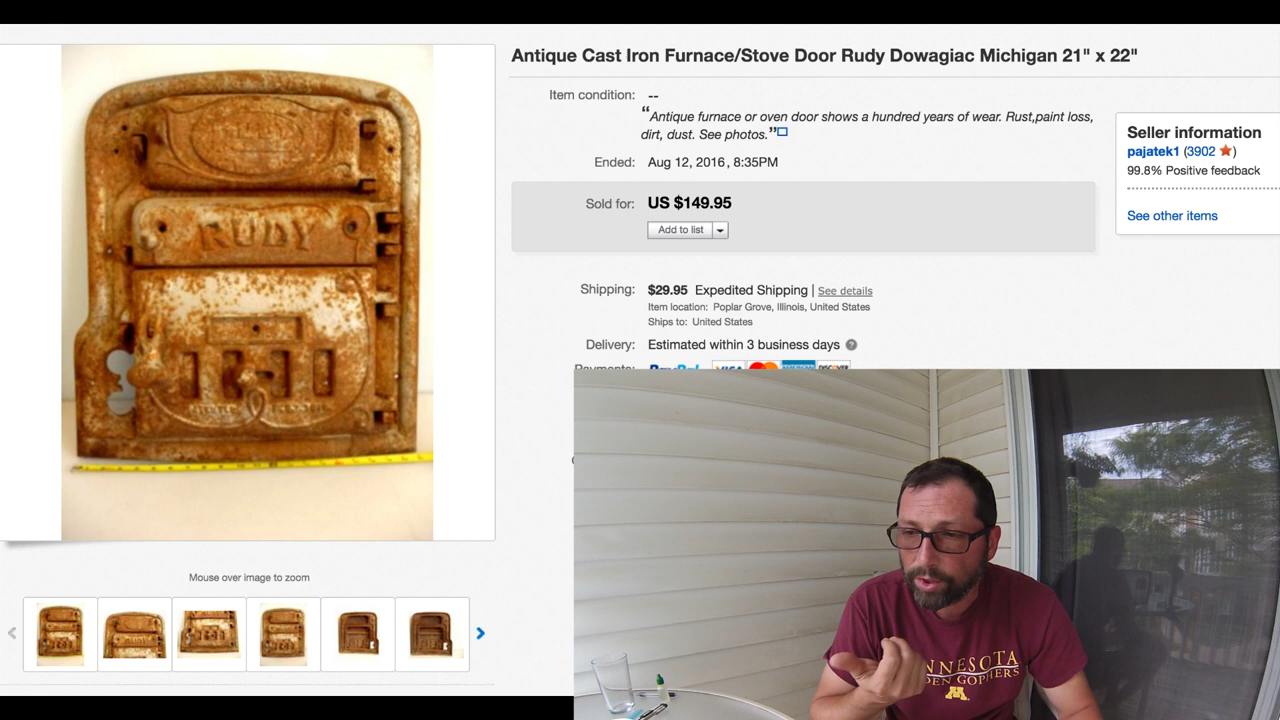 Antique Cast Iron Furnace/Stove Door Rudy Dowagiac Michigan 21" x 22"
Item condition: --
“Antique furnace or oven door shows a hundred years of wear. Rust,paint loss,
dirt, dust. See photos.”
Ended: Aug 12, 2016 , 8:35PM
Sold for: US $149.95
Add to list
Shipping: $29.95 Expedited Shipping | See details
Item location: Poplar Grove, Illinois, United States
Ships to: United States
Delivery: Estimated within 3 business days
Payments: PayPal VISA
Seller information
pajatek1 (3902)
99.8% Positive feedback
See other items
RUDY
Mouse over image to zoom
MINNESOTA
DEN GOPHERS
M